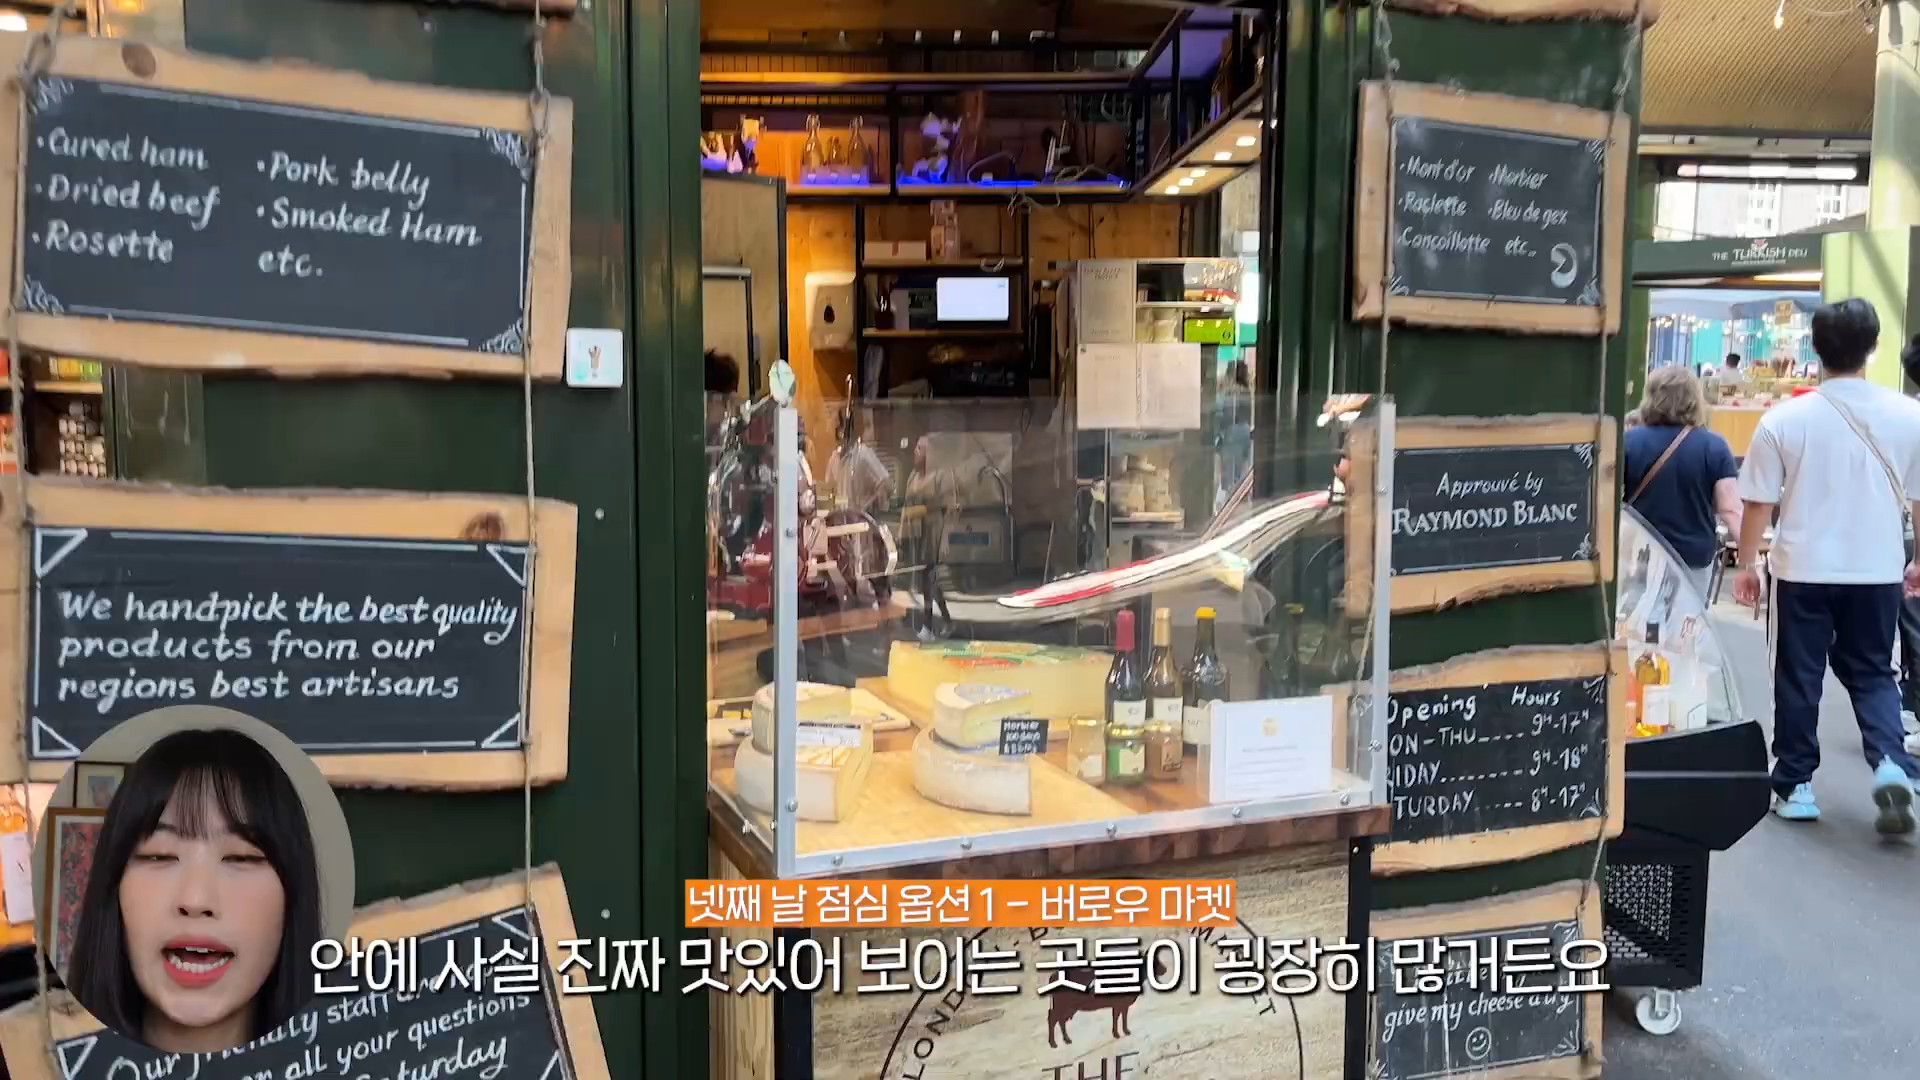 ·Cured ham
·Dried beef
·Rosette
·Pork belly
·Smoked Ham
etc.
We handpick the best quality
products from our
regions best artisans
·Mont d'or ·Morbier
·Raclette ·Bleu de gex
·Concoillotte etc..
THE TURKISH DELI
Approuvé by
RAYMOND BLANC
Opening Hours
ON-THU---- 9H-17H
IDAY-------- 9H-18H
TURDAY----- 8H-17H
Morbier
넷째 날 점심 옵션 1 - 버로우 마켓
안에 사실 진짜 맛있어 보이는 곳들이 굉장히 많거든요
staff are
all your questions
give my cheese a try
LONDON
THE